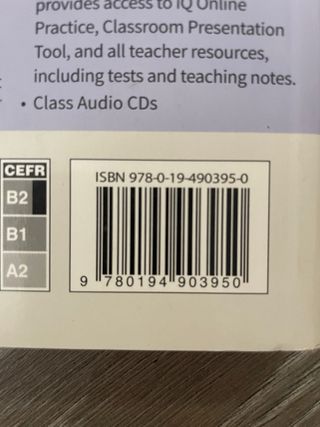 provides access to iQ Online
Practice, Classroom Presentation
Tool, and all teacher resources,
including tests and teaching notes.
• Class Audio CDs
CEFR
B2
B1
A2
ISBN 978-0-19-490395-0
9 780194 903950